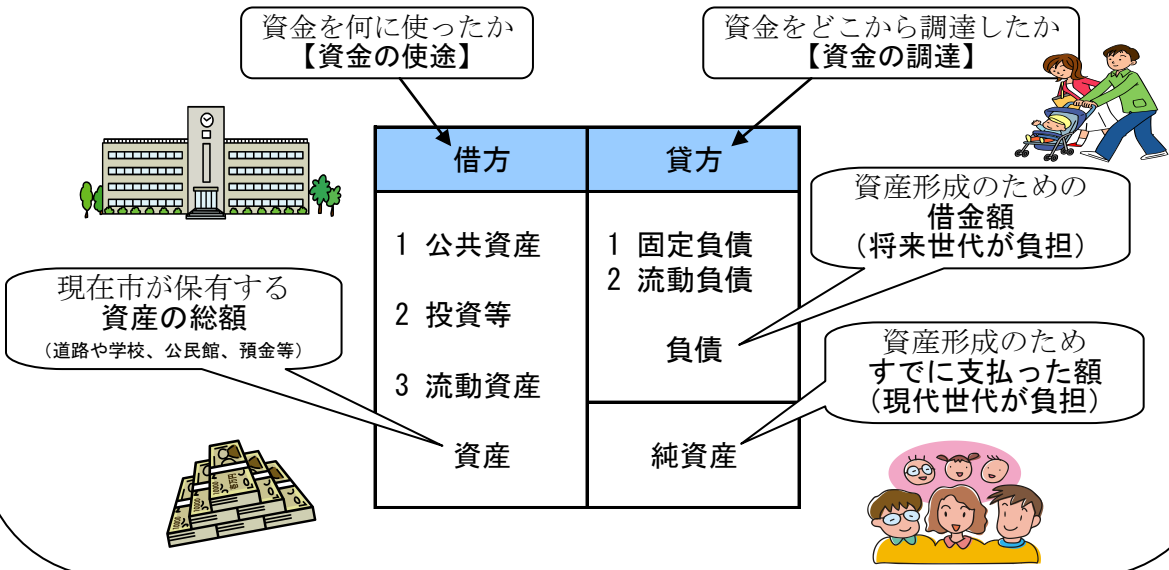 資金を何に使ったか
【資金の使途】
資金をどこから調達したか
【資金の調達】
借方
貸方
1 公共資産
2 投資等
3 流動資産
資産
1 固定負債
2 流動負債
負債
純資産
現在市が保有する
資産の総額
(道路や学校、公民館、預金等)
資産形成のための
借金額
(将来世代が負担)
資産形成のため
すでに支払った額
(現代世代が負担)